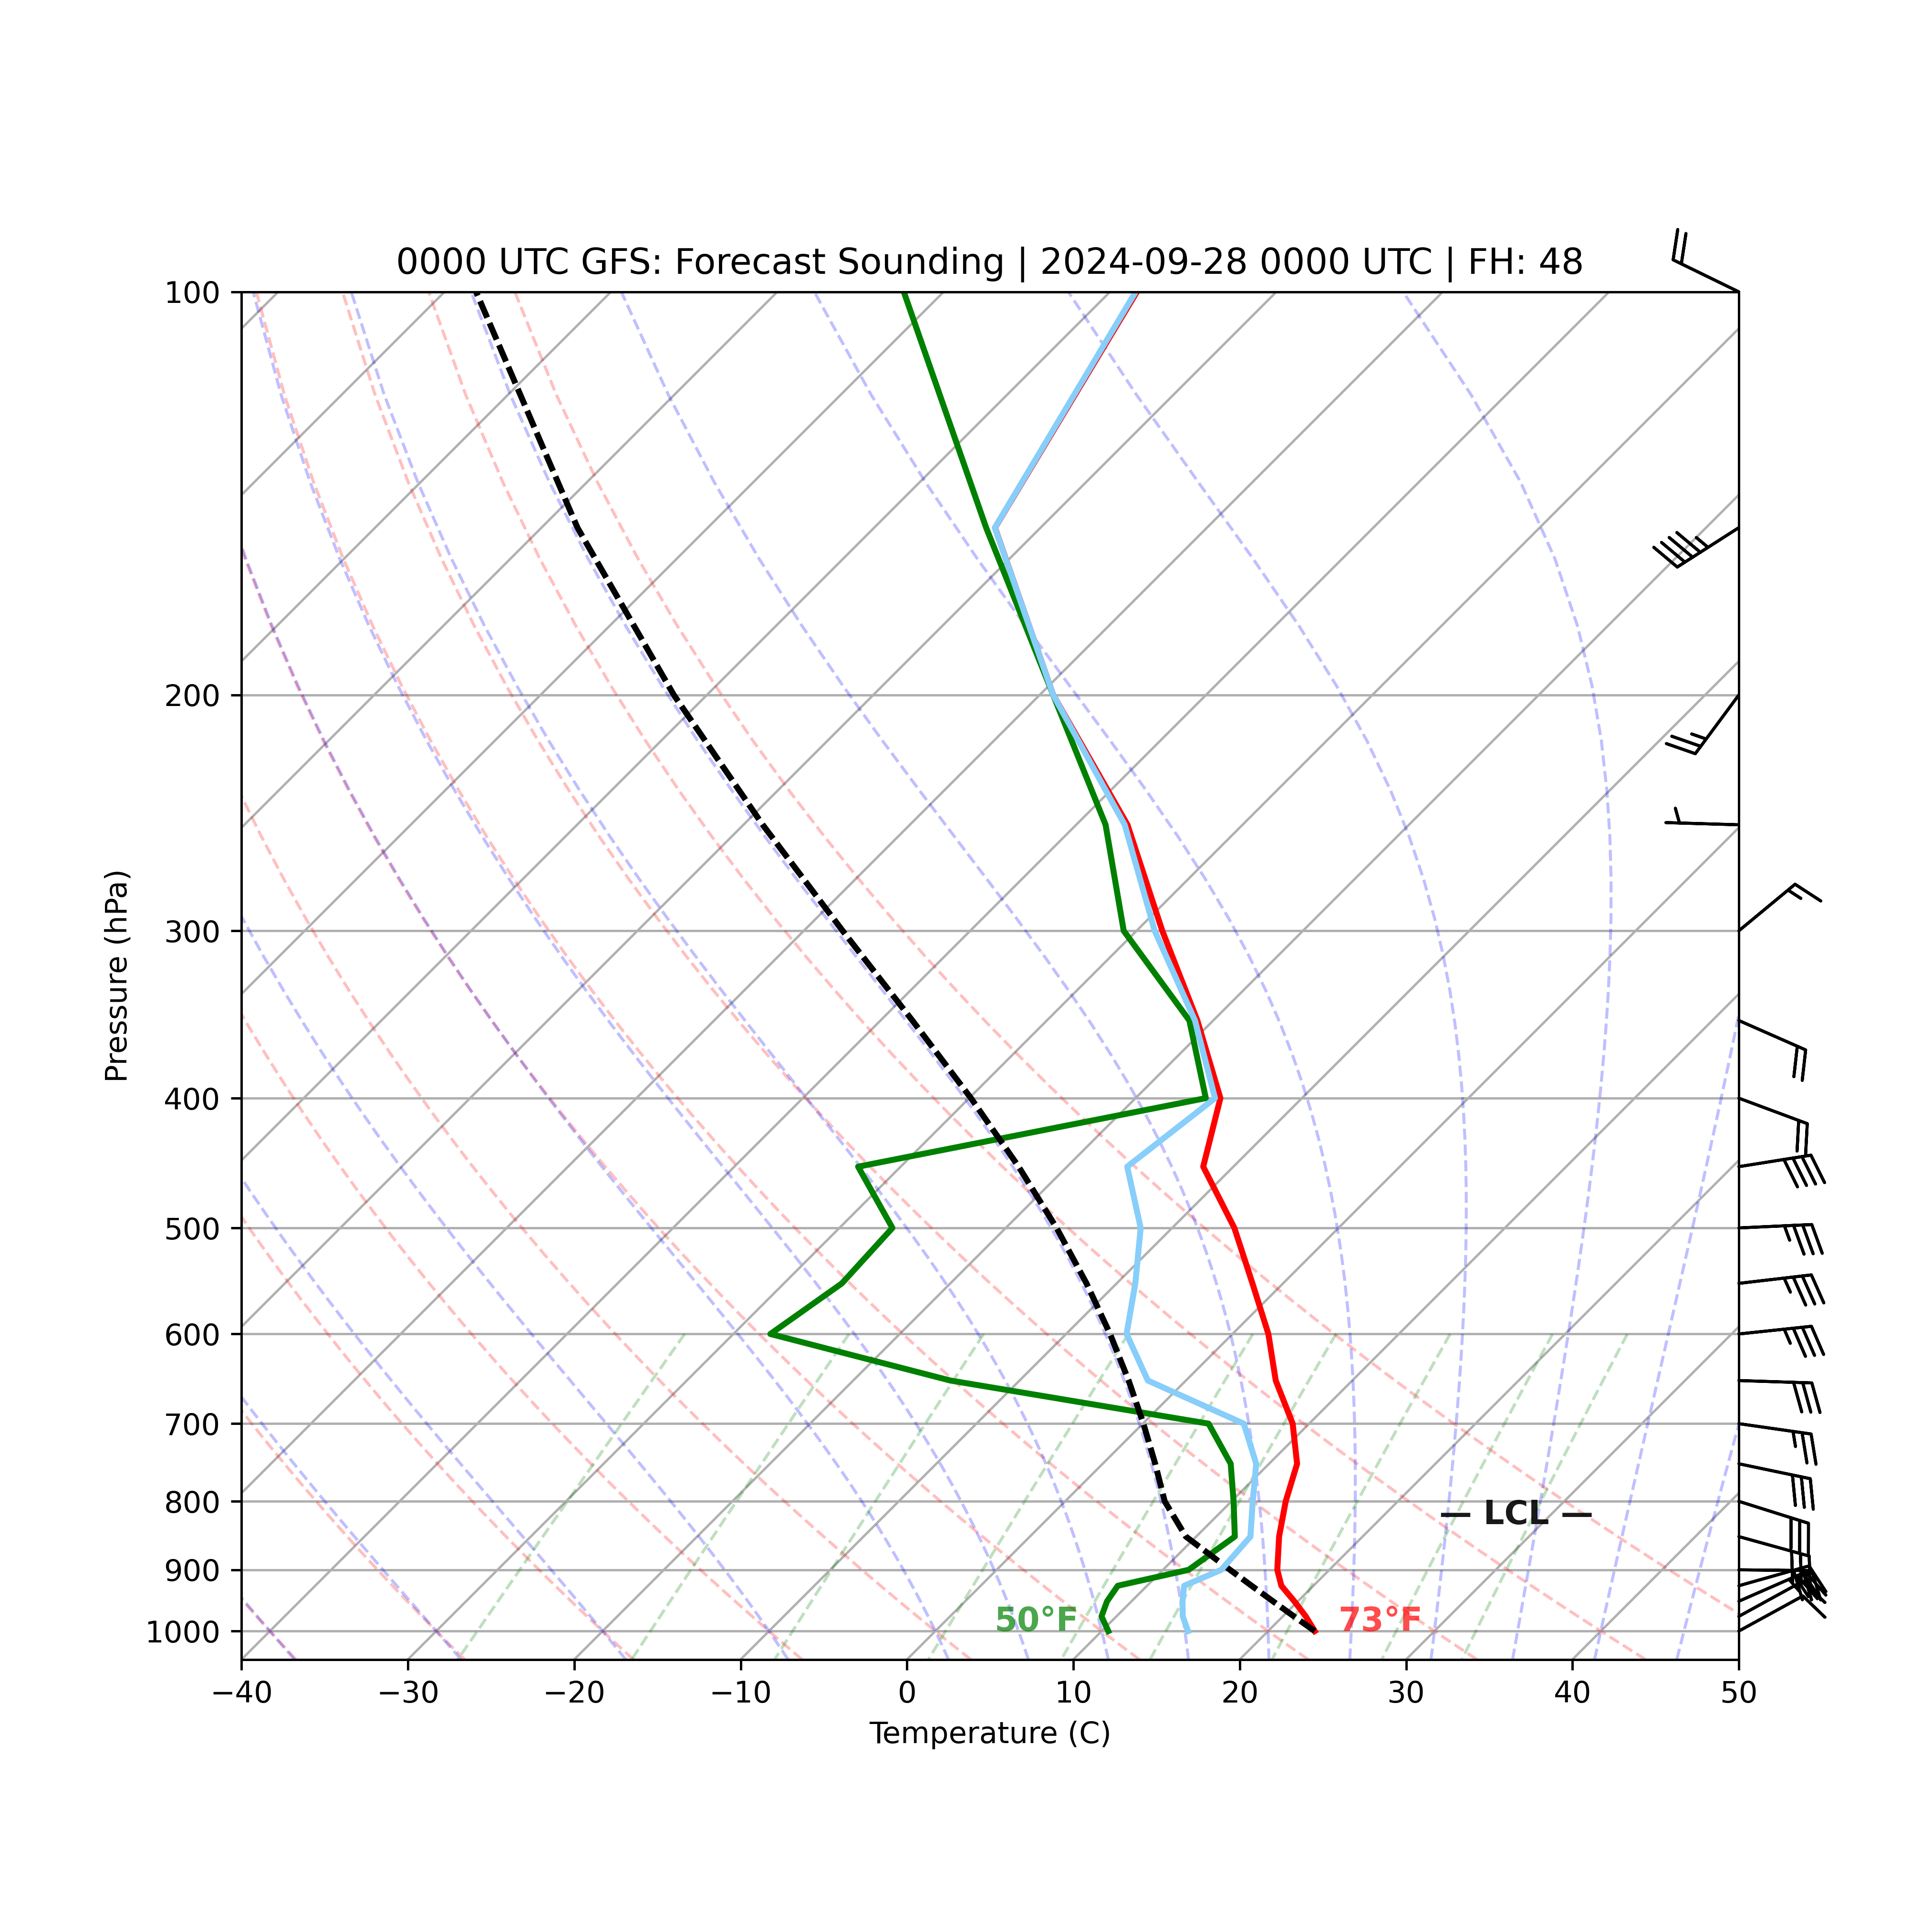 0000 UTC GFS: Forecast Sounding | 2024-09-28 0000 UTC | FH: 48
100
200
300
400
500
600
700
800
900
1000
Pressure (hPa)
— LCL —
50°F
73°F
−40 −30 −20 −10 0 10 20 30 40 50
Temperature (C)